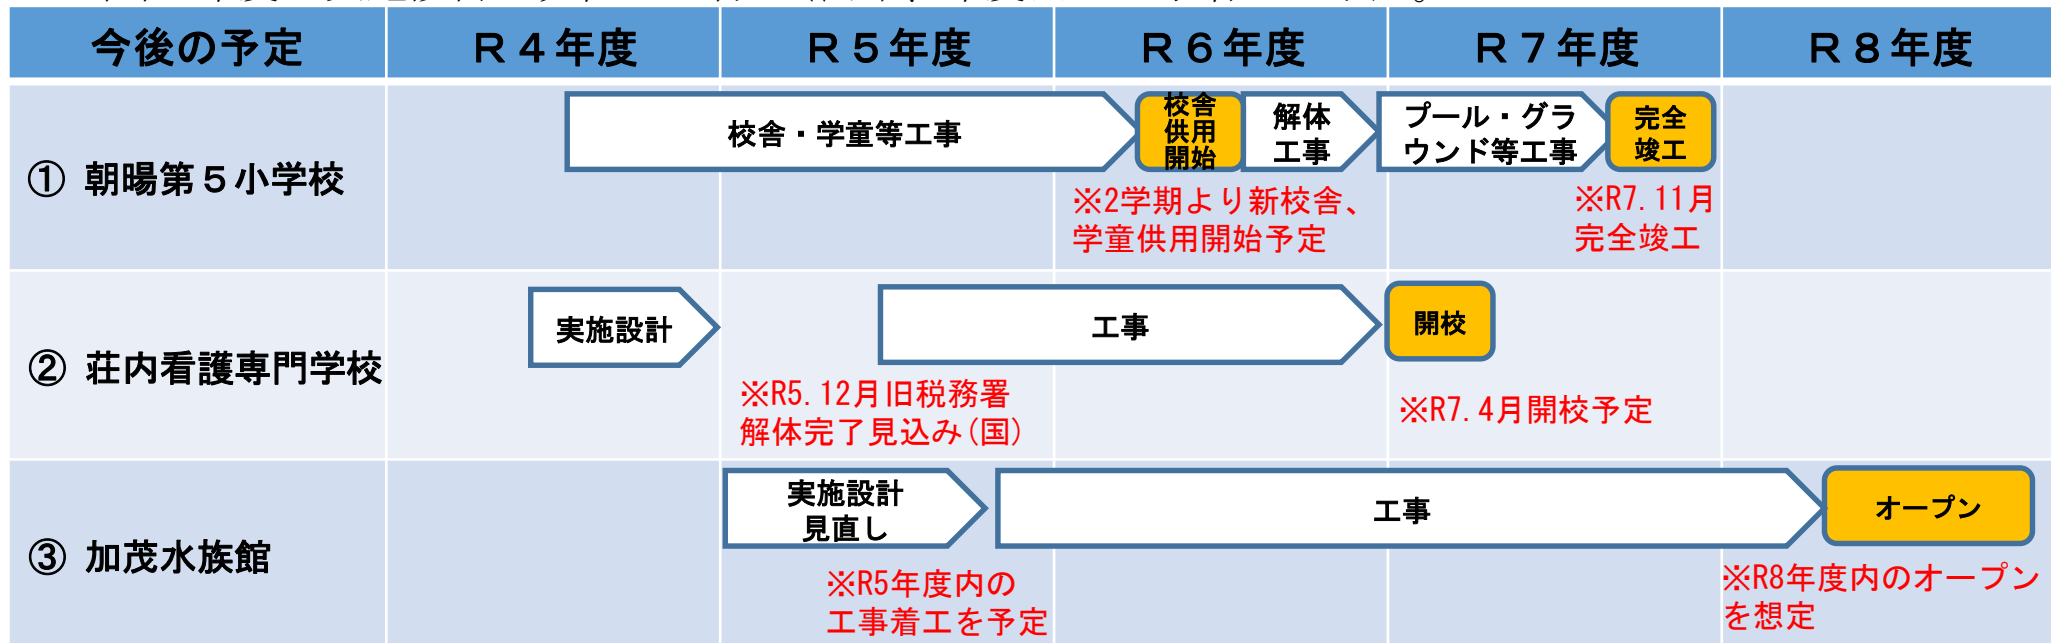 今後の予定
R4年度
R5年度
R6年度
R7年度
R8年度
① 朝暘第5小学校
校舎・学童等工事
校舎
供用
開始
解体
工事
プール・グラ
ウンド等工事
完全
竣工
※2学期より新校舎、
学童供用開始予定
※R7.11月
完全竣工
② 荘内看護専門学校
実施設計
工事
開校
※R5.12月旧税務署
解体完了見込み(国)
※R7.4月開校予定
③ 加茂水族館
実施設計
見直し
工事
オープン
※R5年度内の
工事着工を予定
※R8年度内のオープン
を想定